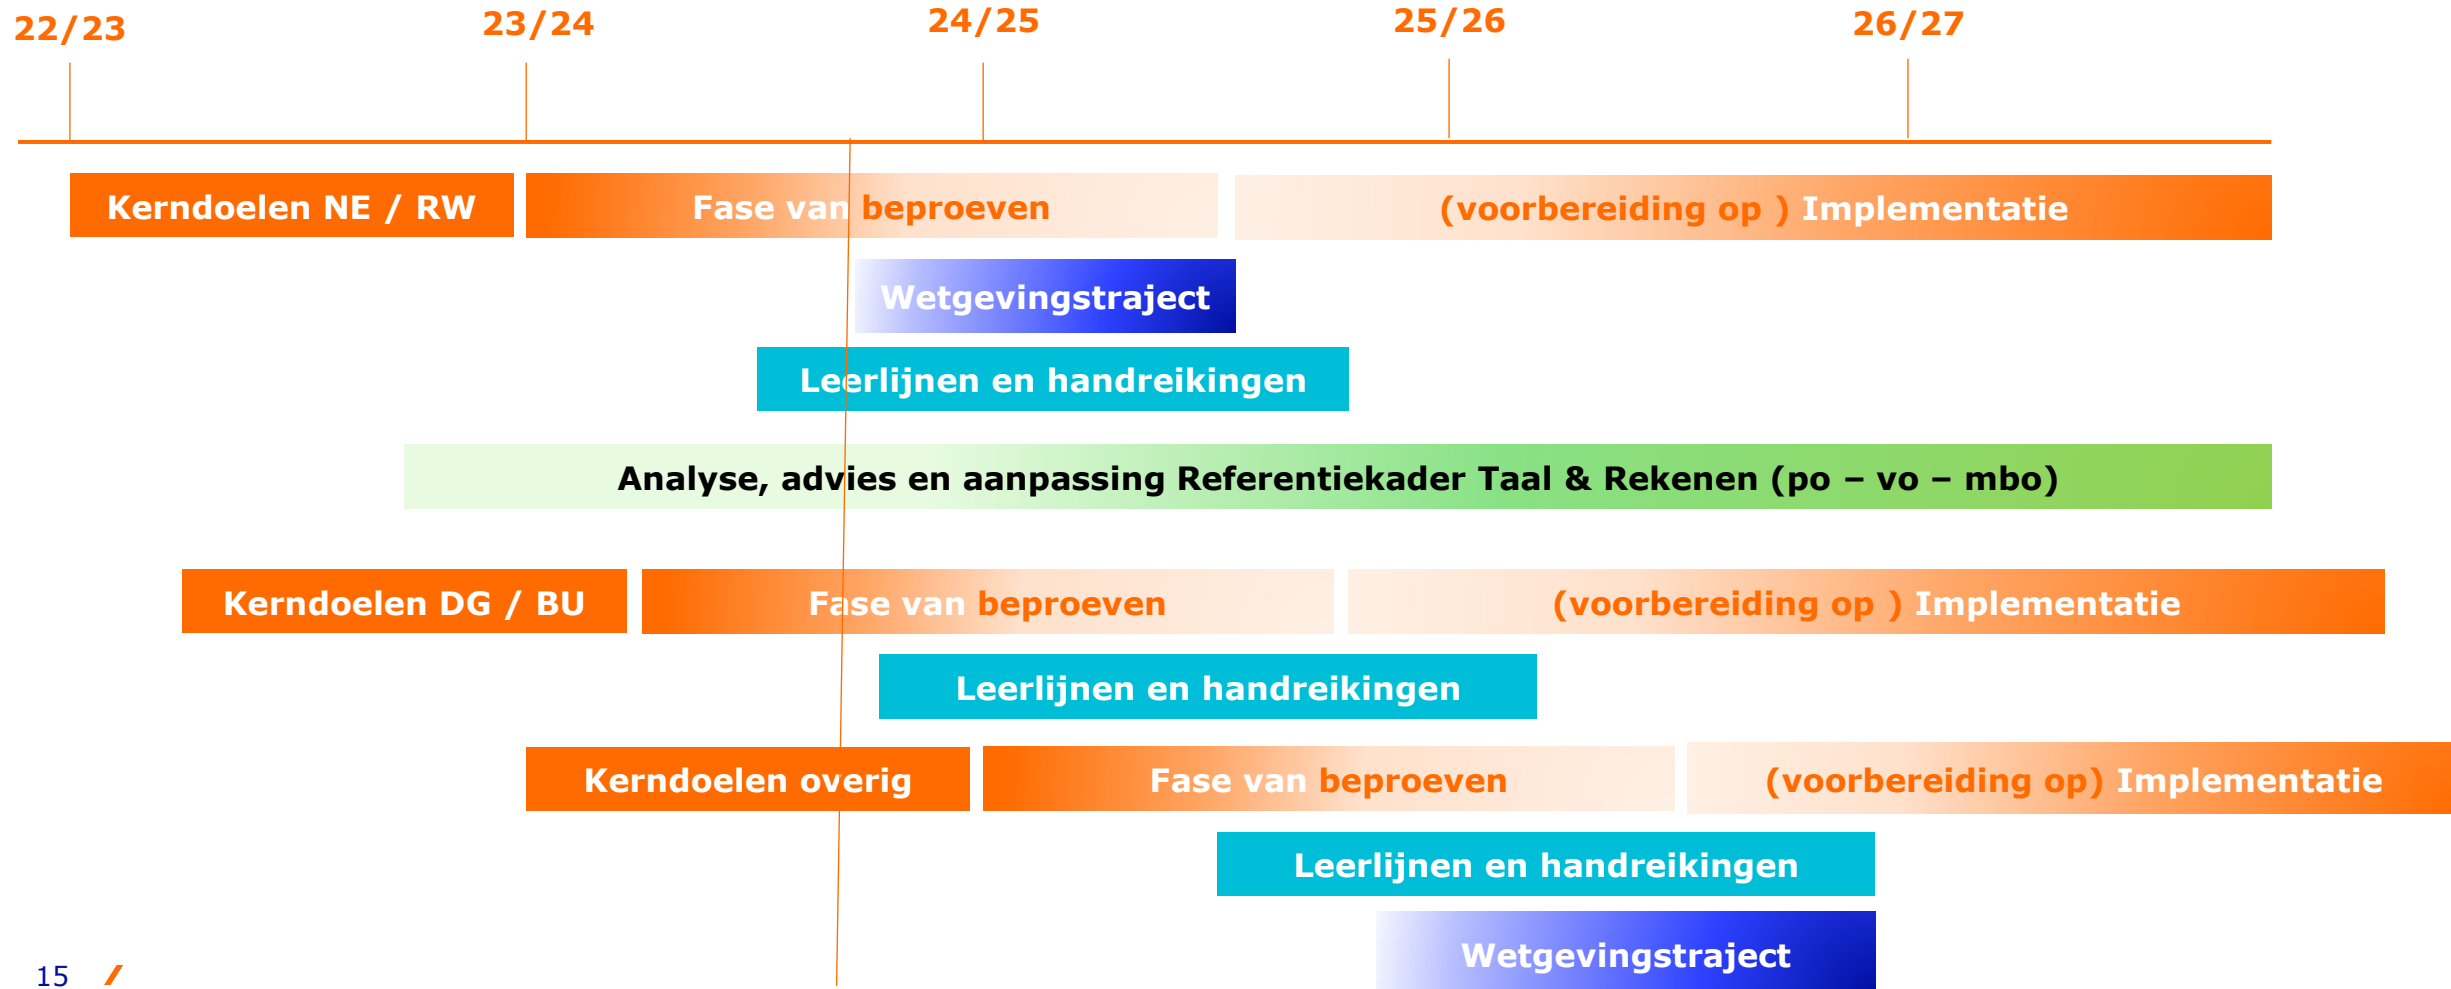 22/23
23/24
24/25
25/26
26/27
Kerndoelen NE / RW
Fase van beproeven
(voorbereiding op ) Implementatie
Wetgevingstraject
Leerlijnen en handreikingen
Analyse, advies en aanpassing Referentiekader Taal & Rekenen (po – vo – mbo)
Kerndoelen DG / BU
Fase van beproeven
(voorbereiding op ) Implementatie
Leerlijnen en handreikingen
Kerndoelen overig
Fase van beproeven
(voorbereiding op) Implementatie
Leerlijnen en handreikingen
Wetgevingstraject
15